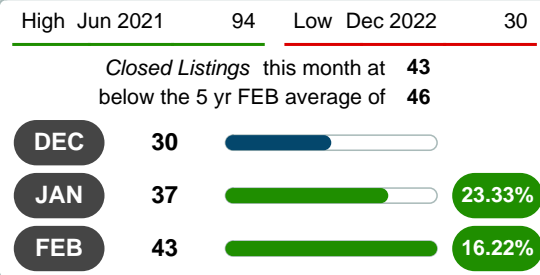 High Jun 2021 94 Low Dec 2022 30
Closed Listings this month at 43
below the 5 yr FEB average of 46
DEC 30
JAN 37 23.33%
FEB 43 16.22%